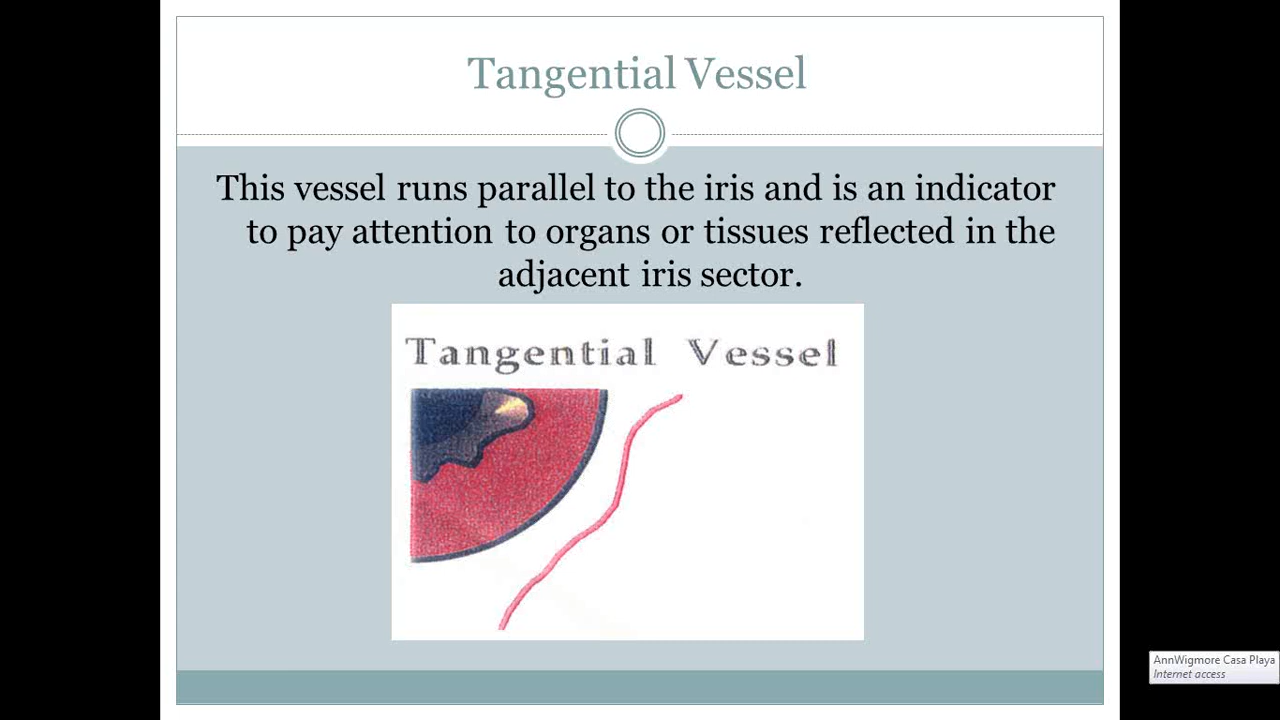 Tangential Vessel
This vessel runs parallel to the iris and is an indicator
to pay attention to organs or tissues reflected in the
adjacent iris sector.
Tangential Vessel
AnnWigmore Casa Playa
Internet access